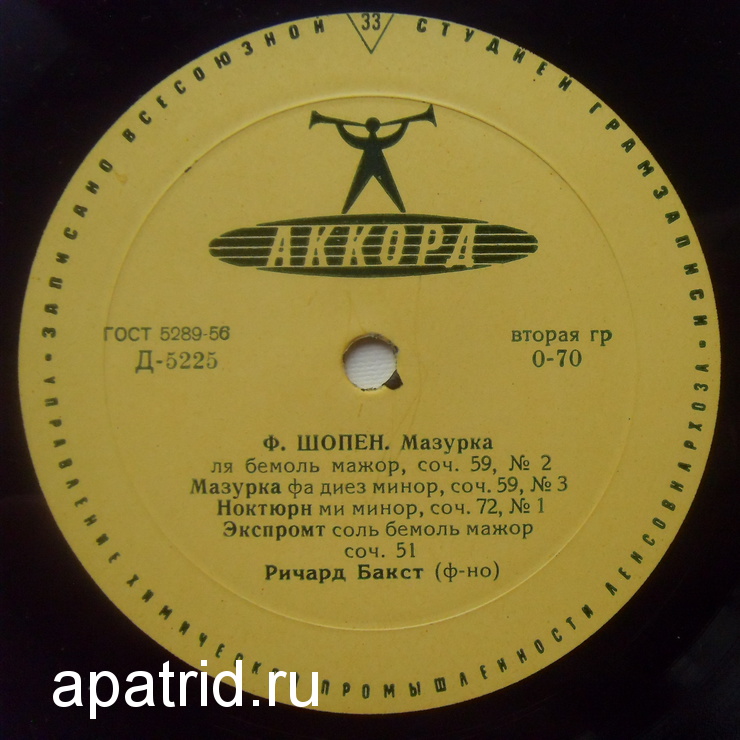 ЗАПИСАНО ВСЕСОЮЗНОЙ СТУДИЕЙ ГРАМЗАПИСИ
33
АККОРД
ГОСТ 5289-56
Д-5225
вторая гр
0-70
Ф. ШОПЕН. Мазурка
ля бемоль мажор, соч. 59, № 2
Мазурка фа диез минор, соч. 59, № 3
Ноктюрн ми минор, соч. 72, № 1
Экспромт соль бемоль мажор
соч. 51
Ричард Бакст (ф-но)
УПРАВЛЕНИЕ ХИМИЧЕСКОЙ ПРОМЫШЛЕННОСТИ ЛЕНСОВНАРХОЗА
apatrid.ru